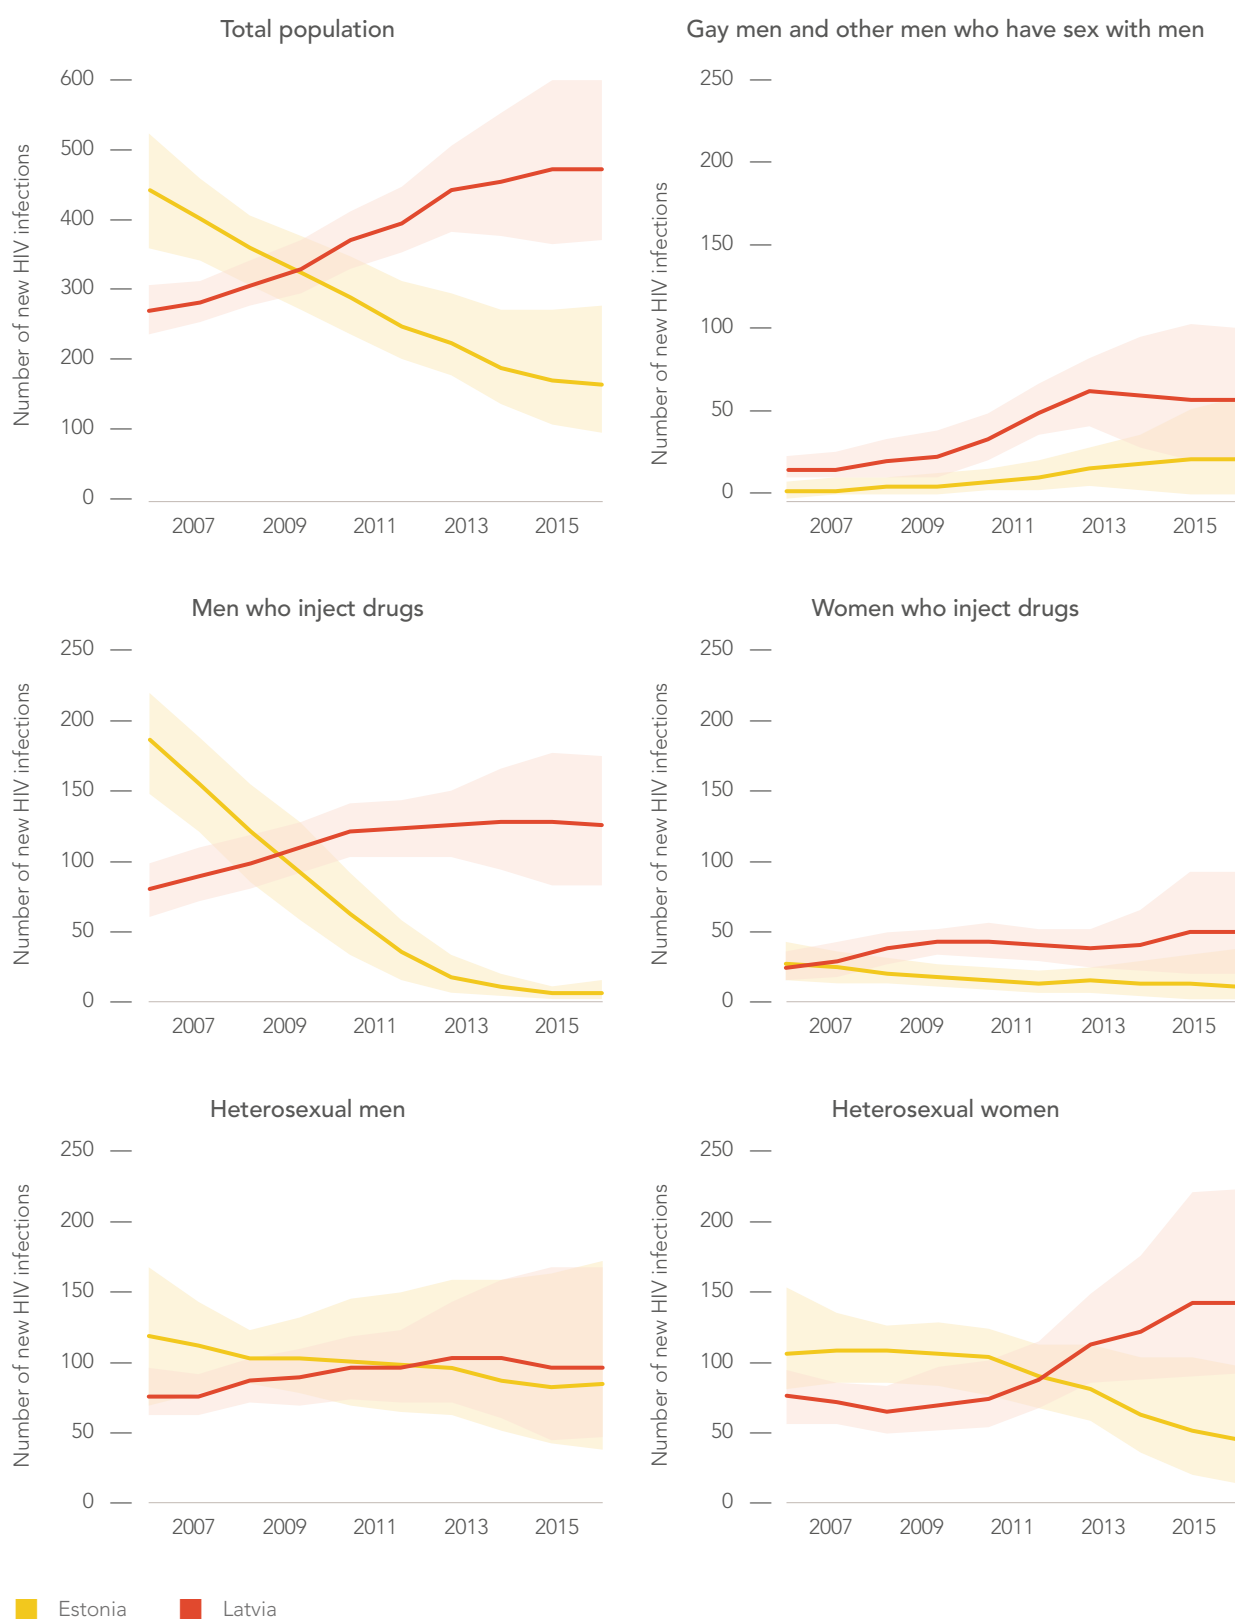 Total population
Number of new HIV infections
600
500
400
300
200
100
0
2007 2009 2011 2013 2015
Gay men and other men who have sex with men
Number of new HIV infections
250
200
150
100
50
0
2007 2009 2011 2013 2015
Men who inject drugs
Number of new HIV infections
250
200
150
100
50
0
2007 2009 2011 2013 2015
Women who inject drugs
Number of new HIV infections
250
200
150
100
50
0
2007 2009 2011 2013 2015
Heterosexual men
Number of new HIV infections
250
200
150
100
50
0
2007 2009 2011 2013 2015
Heterosexual women
Number of new HIV infections
250
200
150
100
50
0
2007 2009 2011 2013 2015
Estonia Latvia